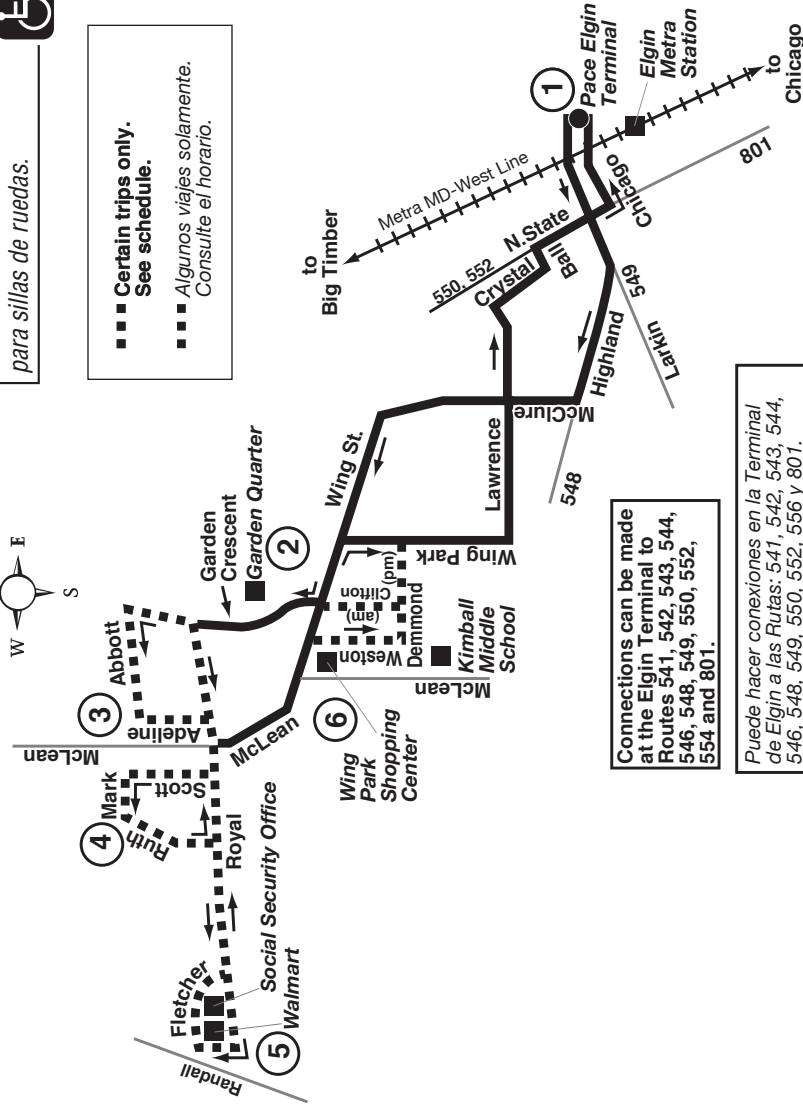 para sillas de ruedas.
Certain trips only.
See schedule.
Algunos viajes solamente.
Consulte el horario.
W
E
S
to
Big Timber
Metra MD-West Line
1
Pace Elgin
Terminal
Elgin
Metra
Station
to
Chicago
801
Chicago
N. State
Ball
Crystal
550, 552
549
Larkin
Highland
McClure
548
Lawrence
Wing St.
Wing Park
2
Garden Quarter
Garden
Crescent
Clifton
(pm)
(am)
Weston
Demmond
Kimball
Middle
School
McLean
6
Wing
Park
Shopping
Center
McLean
3
Abbott
Adeline
McLean
4
Mark
Scott
Ruth
Royal
Social Security Office
Walmart
Fletcher
5
Randall
Connections can be made
at the Elgin Terminal to
Routes 541, 542, 543, 544,
546, 548, 549, 550, 552,
554 and 801.
Puede hacer conexiones en la Terminal
de Elgin a las Rutas: 541, 542, 543, 544,
546, 548, 549, 550, 552, 556 y 801.